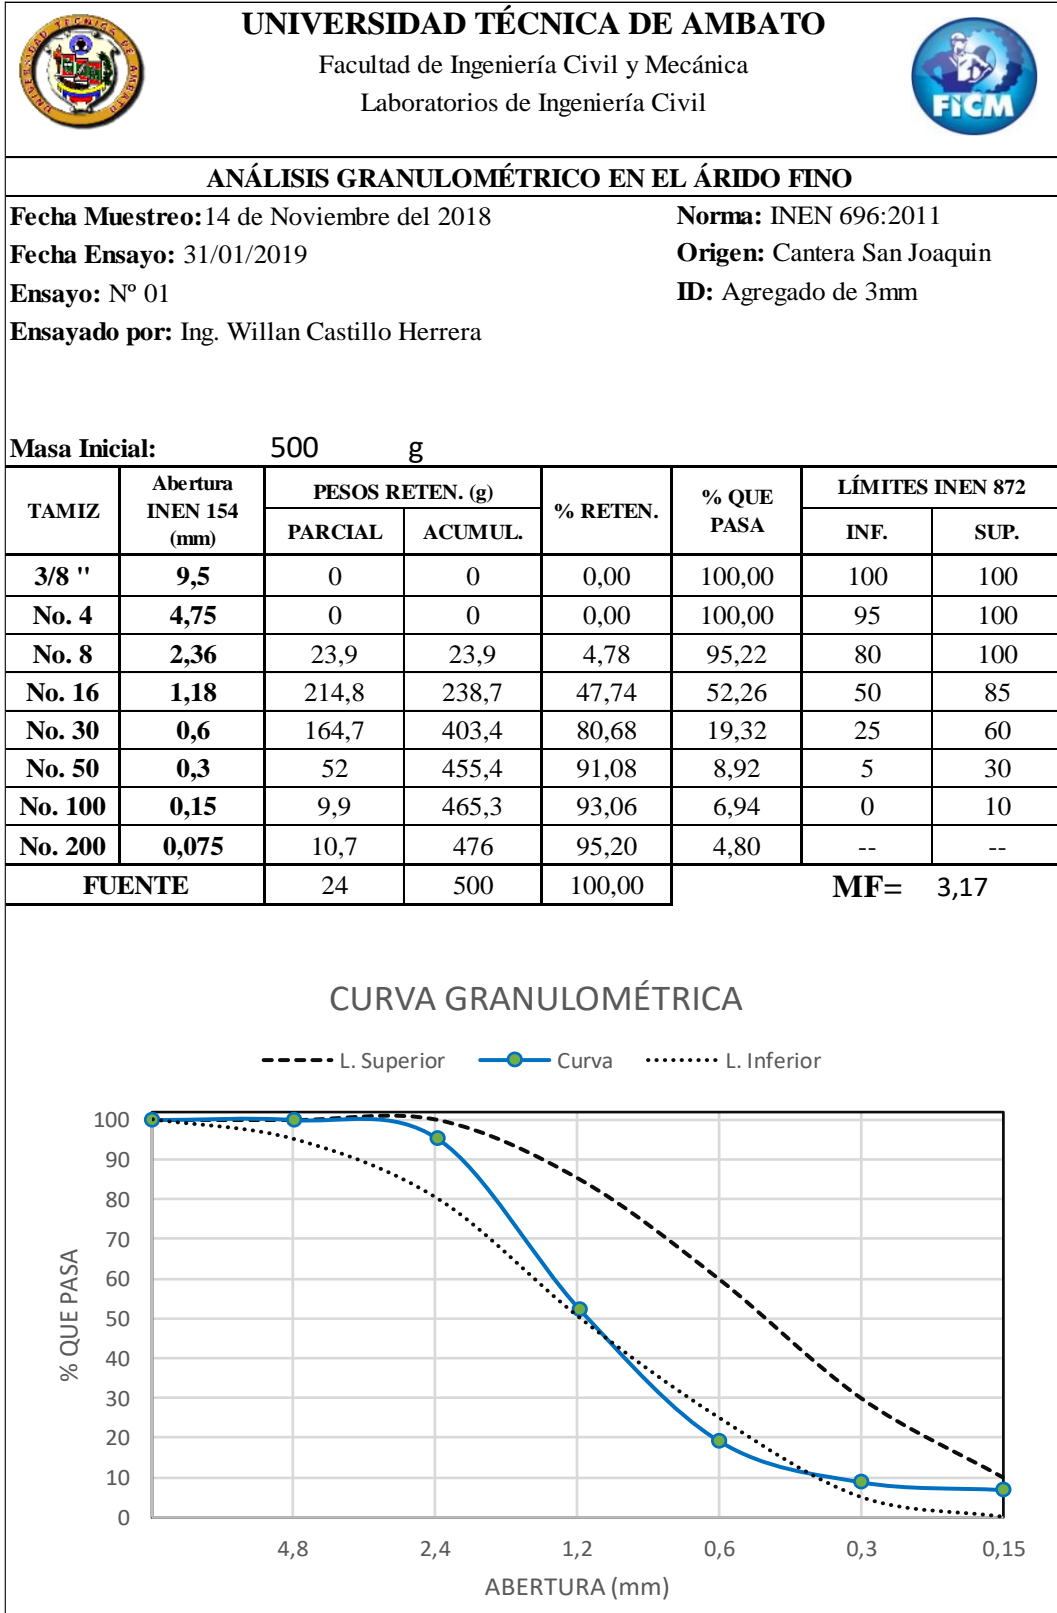 UNIVERSIDAD TÉCNICA DE AMBATO
Facultad de Ingeniería Civil y Mecánica
Laboratorios de Ingeniería Civil
UNIVERSIDAD TECNICA DE AMBATO
FICM
ANÁLISIS GRANULOMÉTRICO EN EL ÁRIDO FINO
Fecha Muestreo: 14 de Noviembre del 2018 Norma: INEN 696:2011
Fecha Ensayo: 31/01/2019 Origen: Cantera San Joaquin
Ensayo: Nº 01 ID: Agregado de 3mm
Ensayado por: Ing. Willan Castillo Herrera
Masa Inicial: 500 g
TAMIZ Abertura INEN 154 (mm) PESOS RETEN. (g) % RETEN. % QUE PASA LÍMITES INEN 872
PARCIAL ACUMUL. INF. SUP.
3/8 '' 9,5 0 0 0,00 100,00 100 100
No. 4 4,75 0 0 0,00 100,00 95 100
No. 8 2,36 23,9 23,9 4,78 95,22 80 100
No. 16 1,18 214,8 238,7 47,74 52,26 50 85
No. 30 0,6 164,7 403,4 80,68 19,32 25 60
No. 50 0,3 52 455,4 91,08 8,92 5 30
No. 100 0,15 9,9 465,3 93,06 6,94 0 10
No. 200 0,075 10,7 476 95,20 4,80 -- --
FUENTE 24 500 100,00 MF= 3,17
CURVA GRANULOMÉTRICA
L. Superior Curva L. Inferior
% QUE PASA
100
90
80
70
60
50
40
30
20
10
0
4,8 2,4 1,2 0,6 0,3 0,15
ABERTURA (mm)